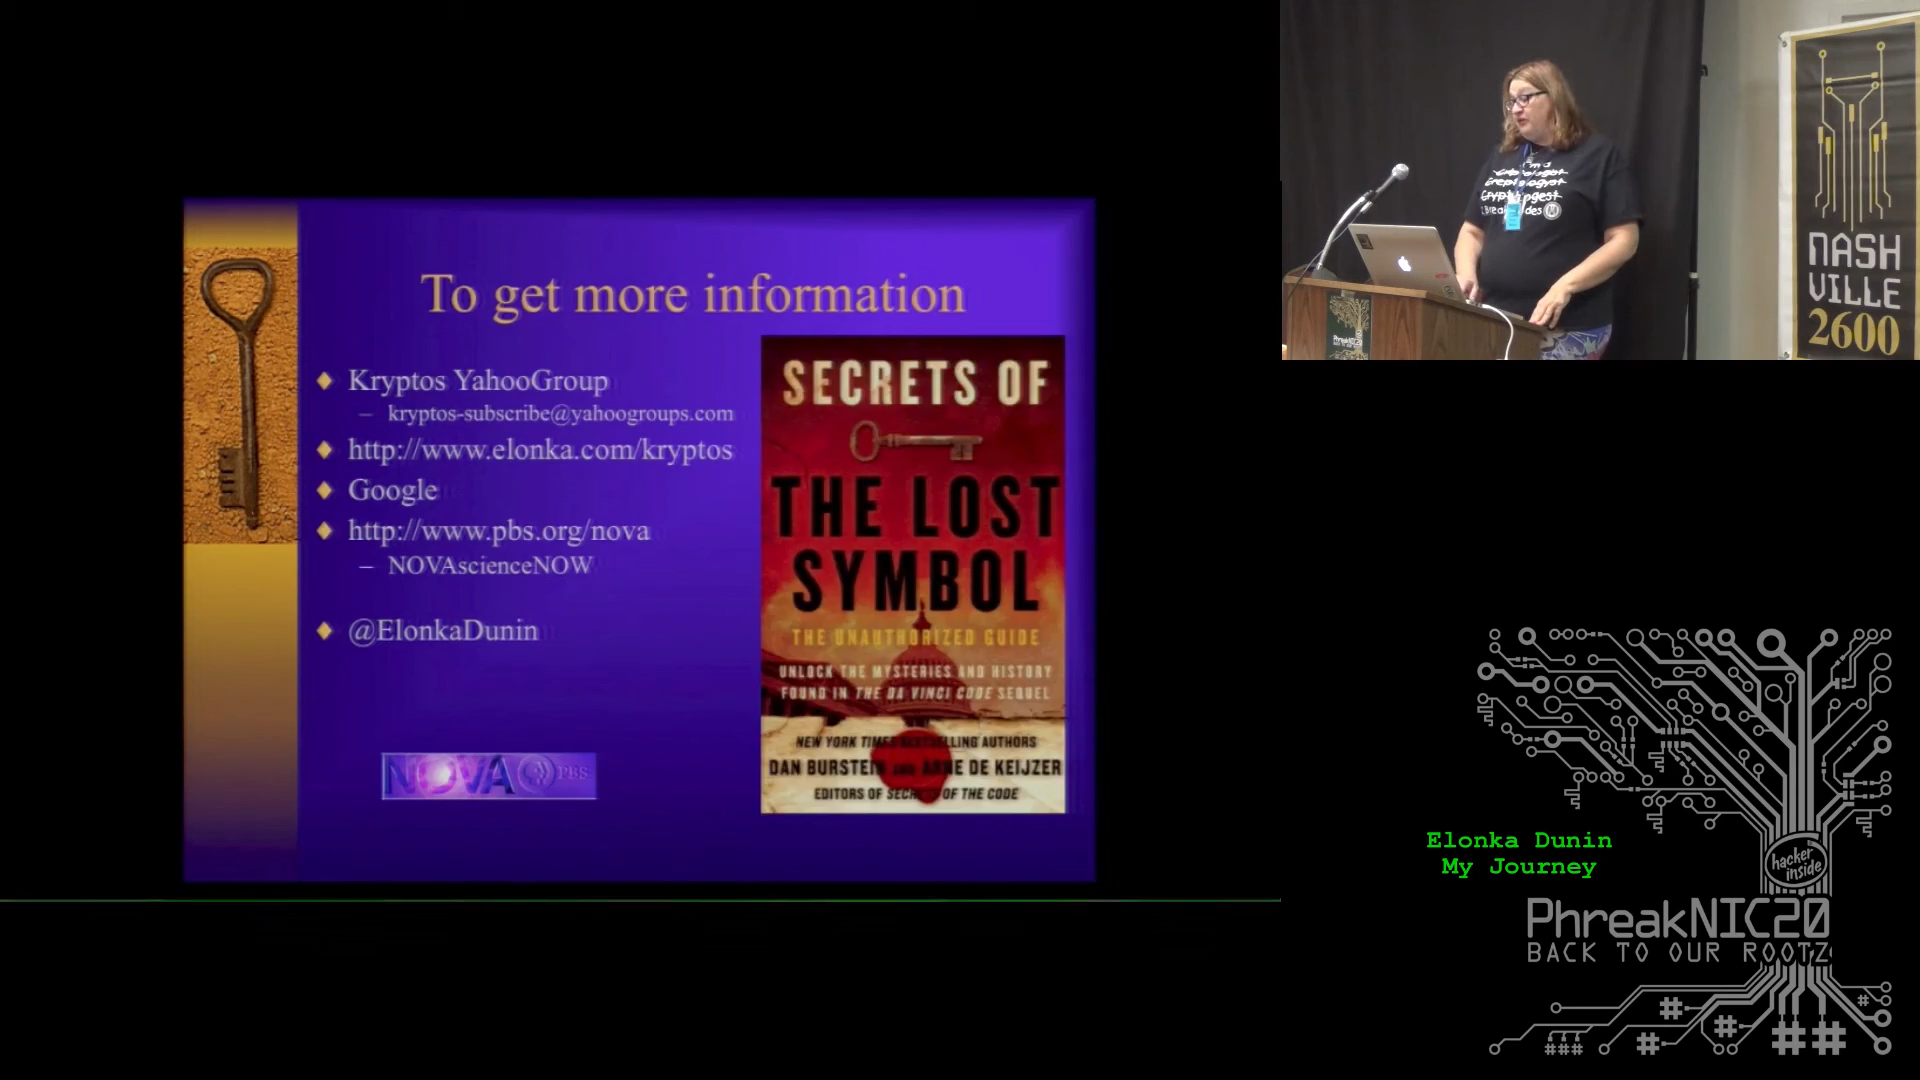 To get more information
Kryptos YahooGroup
– kryptos-subscribe@yahoogroups.com
http://www.elonka.com/kryptos
Google
http://www.pbs.org/nova
– NOVAscienceNOW
@ElonkaDunin
NOVA PBS
SECRETS OF
THE LOST
SYMBOL
THE UNAUTHORIZED GUIDE
UNLOCK THE MYSTERIES AND HISTORY
FOUND IN THE DA VINCI CODE SEQUEL
NEW YORK TIMES BESTSELLING AUTHORS
DAN BURSTEIN AND ARNE DE KEIJZER
EDITORS OF SECRETS OF THE CODE
I'm a
PhreakNIC20
NASH
VILLE
2600
Elonka Dunin
My Journey
hacker
inside
PhreakNIC20
BACK TO OUR ROOTZ
# # # ##
###
#